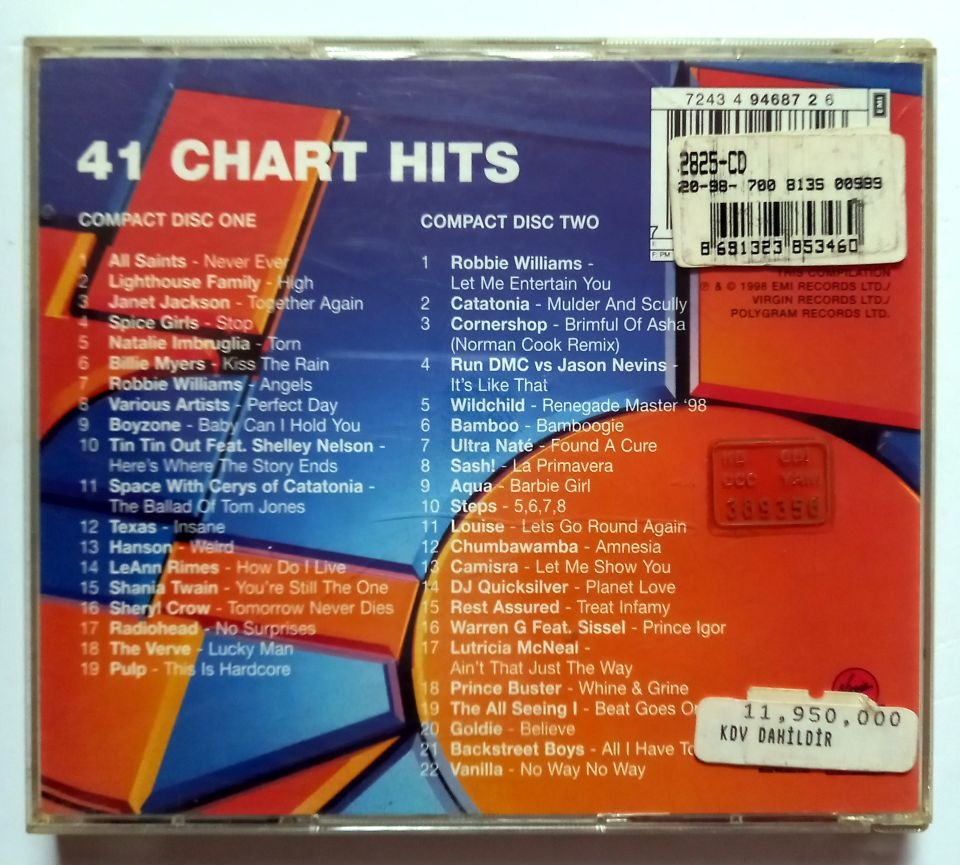 41 CHART HITS
COMPACT DISC ONE
1 All Saints - Never Ever
2 Lighthouse Family - High
3 Janet Jackson - Together Again
4 Spice Girls - Stop
5 Natalie Imbruglia - Torn
6 Billie Myers - Kiss The Rain
7 Robbie Williams - Angels
8 Various Artists - Perfect Day
9 Boyzone - Baby Can I Hold You
10 Tin Tin Out Feat. Shelley Nelson -
Here's Where The Story Ends
11 Space With Cerys of Catatonia -
The Ballad Of Tom Jones
12 Texas - Insane
13 Hanson - Weird
14 LeAnn Rimes - How Do I Live
15 Shania Twain - You're Still The One
16 Sheryl Crow - Tomorrow Never Dies
17 Radiohead - No Surprises
18 The Verve - Lucky Man
19 Pulp - This Is Hardcore
COMPACT DISC TWO
1 Robbie Williams -
Let Me Entertain You
2 Catatonia - Mulder And Scully
3 Cornershop - Brimful Of Asha
(Norman Cook Remix)
4 Run DMC vs Jason Nevins -
It's Like That
5 Wildchild - Renegade Master '98
6 Bamboo - Bamboogie
7 Ultra Naté - Found A Cure
8 Sash! - La Primavera
9 Aqua - Barbie Girl
10 Steps - 5,6,7,8
11 Louise - Lets Go Round Again
12 Chumbawamba - Amnesia
13 Camisra - Let Me Show You
14 DJ Quicksilver - Planet Love
15 Rest Assured - Treat Infamy
16 Warren G Feat. Sissel - Prince Igor
17 Lutricia McNeal -
Ain't That Just The Way
18 Prince Buster - Whine & Grine
19 The All Seeing I - Beat Goes On
20 Goldie - Believe
21 Backstreet Boys - All I Have To
22 Vanilla - No Way No Way
7243 4 94687 2 6
EMI
2825-CD
20-98- 700 8135 00999
8 691323 853460
7
THIS COMPILATION
℗ & © 1998 EMI RECORDS LTD./
VIRGIN RECORDS LTD./
POLYGRAM RECORDS LTD.
389356
11,950,000
KDV DAHİLDİR